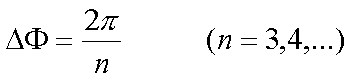 ΔΦ = 2π/n (n = 3,4,...)